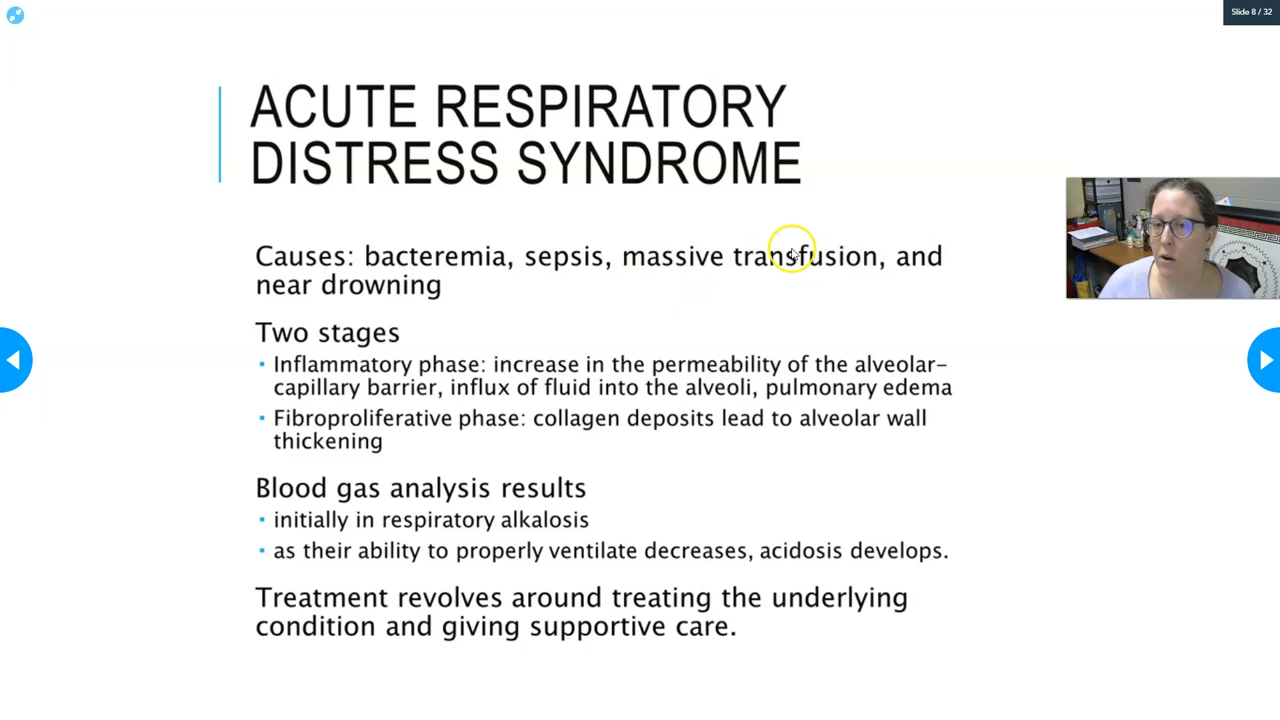 Slide 8 / 32
ACUTE RESPIRATORY
DISTRESS SYNDROME
Causes: bacteremia, sepsis, massive transfusion, and
near drowning
Two stages
▪ Inflammatory phase: increase in the permeability of the alveolar-
capillary barrier, influx of fluid into the alveoli, pulmonary edema
▪ Fibroproliferative phase: collagen deposits lead to alveolar wall
thickening
Blood gas analysis results
▪ initially in respiratory alkalosis
▪ as their ability to properly ventilate decreases, acidosis develops.
Treatment revolves around treating the underlying
condition and giving supportive care.